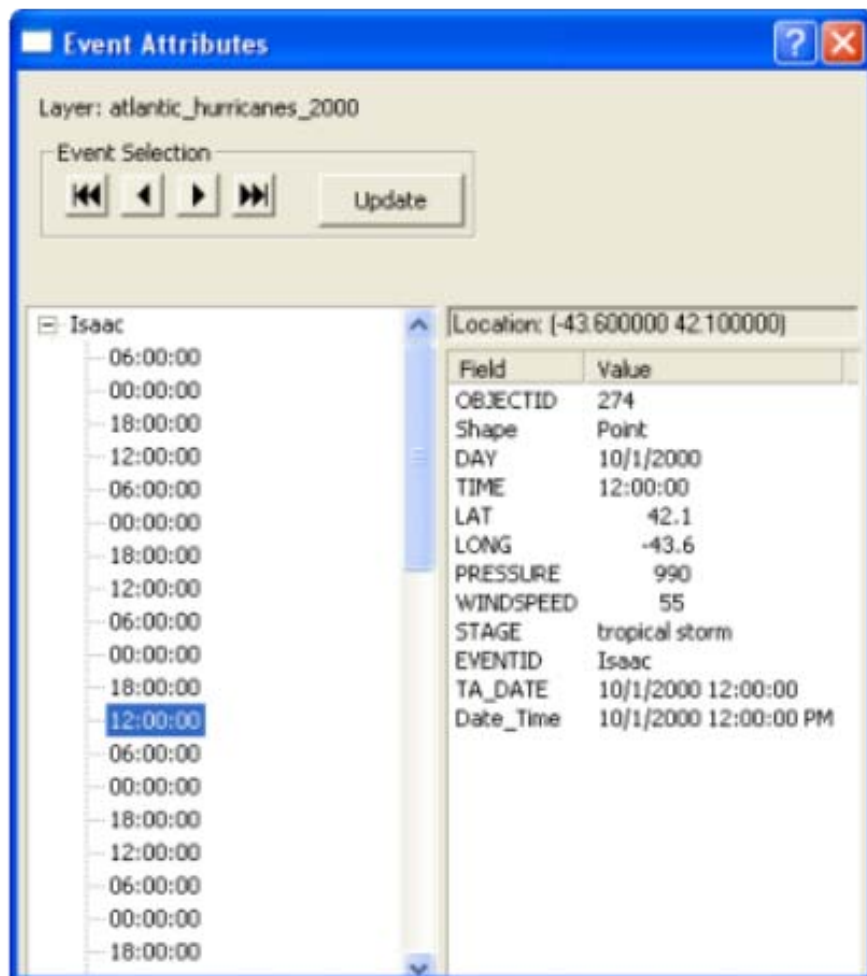 Event Attributes
Layer: atlantic_hurricanes_2000
Event Selection
Update
Isaac
06:00:00
00:00:00
18:00:00
12:00:00
06:00:00
00:00:00
18:00:00
12:00:00
06:00:00
00:00:00
18:00:00
12:00:00
06:00:00
00:00:00
18:00:00
12:00:00
06:00:00
00:00:00
18:00:00
Location: (-43.600000 42.100000)
Field Value
OBJECTID 274
Shape Point
DAY 10/1/2000
TIME 12:00:00
LAT 42.1
LONG -43.6
PRESSURE 990
WINDSPEED 55
STAGE tropical storm
EVENTID Isaac
TA_DATE 10/1/2000 12:00:00
Date_Time 10/1/2000 12:00:00 PM